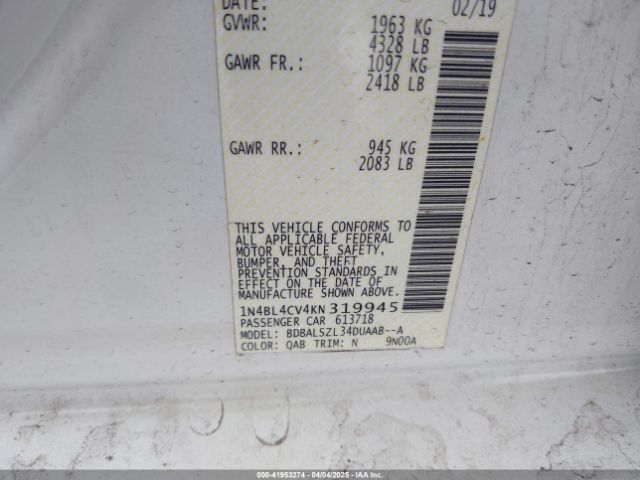 DATE: 02/19
GVWR: 1963 KG
4328 LB
GAWR FR.: 1097 KG
2418 LB
GAWR RR.: 945 KG
2083 LB
THIS VEHICLE CONFORMS TO
ALL APPLICABLE FEDERAL
MOTOR VEHICLE SAFETY,
BUMPER, AND THEFT
PREVENTION STANDARDS IN
EFFECT ON THE DATE OF
MANUFACTURE SHOWN ABOVE.
1N4BL4CV4KN319945
PASSENGER CAR 613718
MODEL: BDBALSZL34DUAAB--A
COLOR: QAB TRIM: N 9N00A
000-41953274 - 04/04/2025 - IAA Inc.